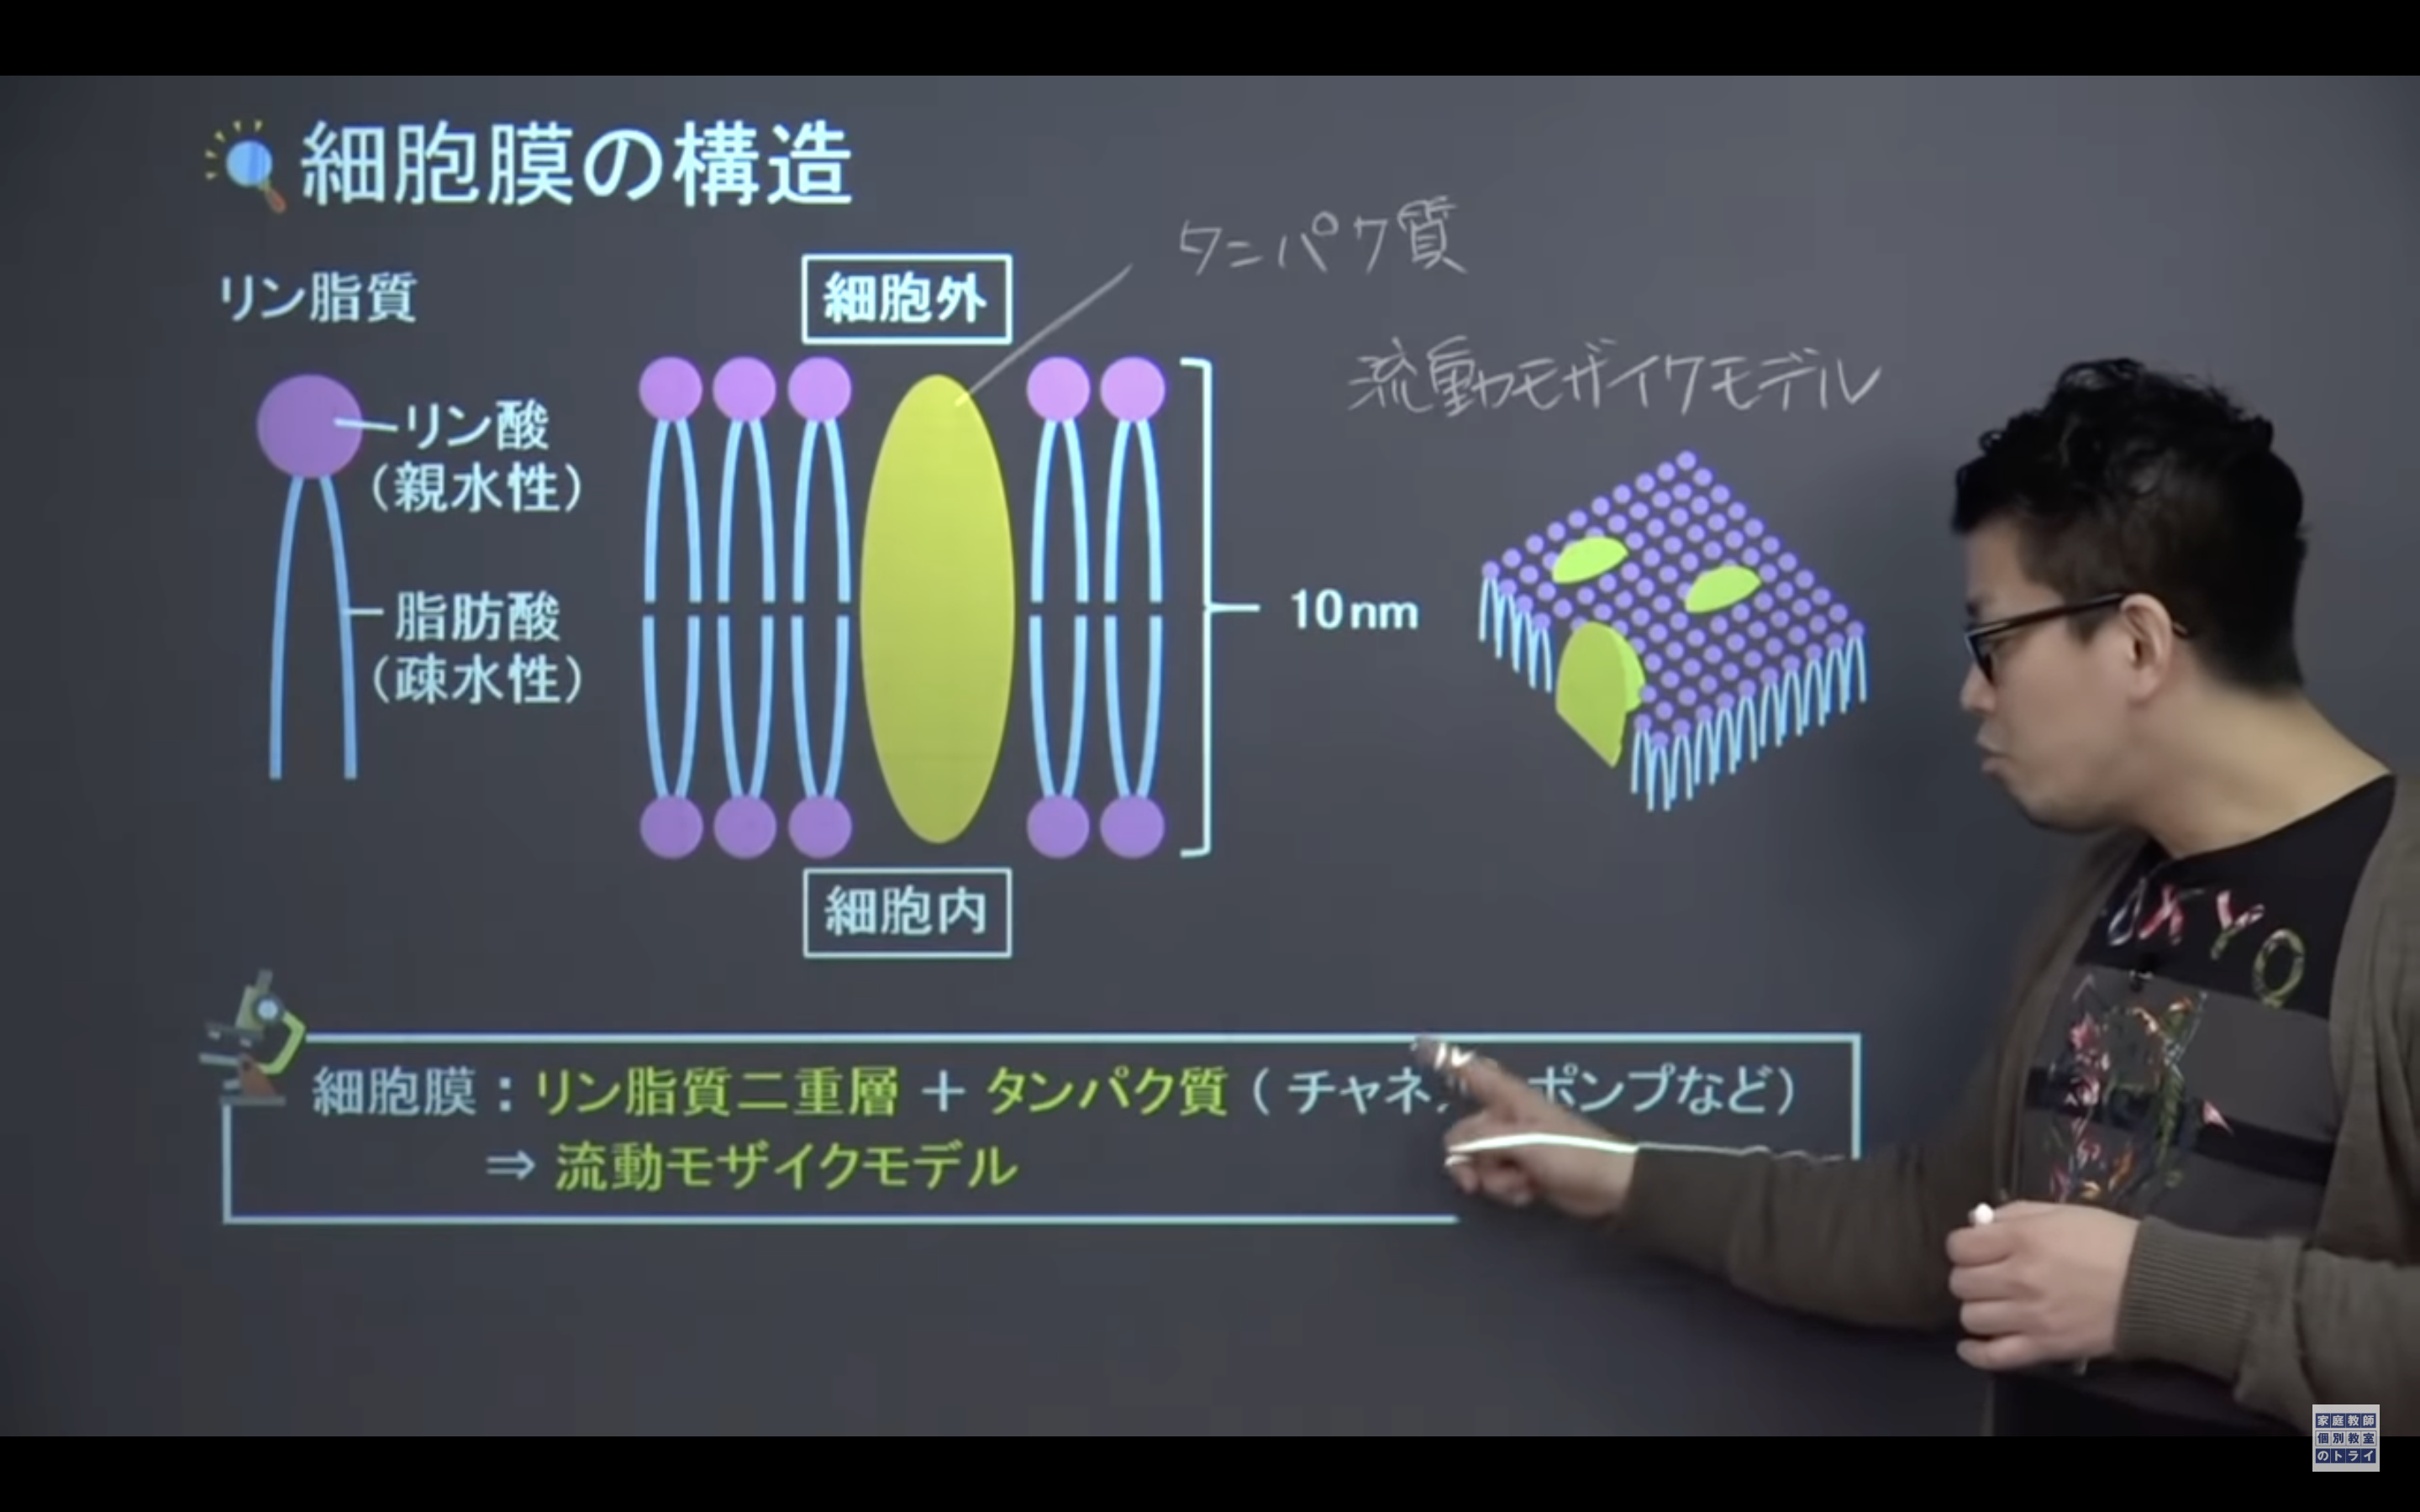 細胞膜の構造
タンパク質
リン脂質
細胞外
流動モザイクモデル
リン酸
(親水性)
脂肪酸
(疎水性)
10nm
細胞内
細胞膜:リン脂質二重層 + タンパク質 ( チャネ ポンプなど)
⇒ 流動モザイクモデル
OKYO
家庭教師
個別教室
のトライ